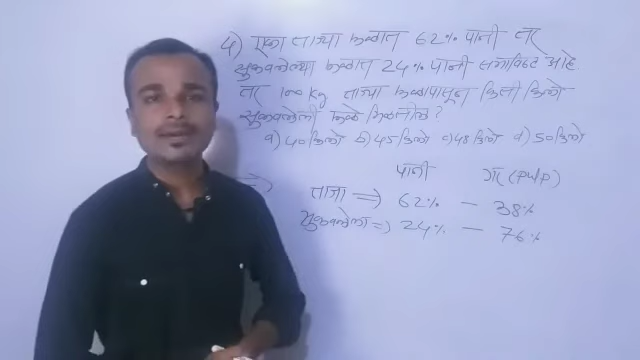 4) एका ताज्या फळात 62% पानी तर
सुकवलेल्या फळात 24% पानी समाविष्ट आहे
तर 100 kg ताज्या फळापासून किती किलो
सुकवलेली फळे मिळतील?
a) 40 किलो b) 45 किलो c) 48 किलो d) 50 किलो
पानी गर (pulp)
=> ताजा => 62% - 38%
सुकवलेला => 24% - 76%